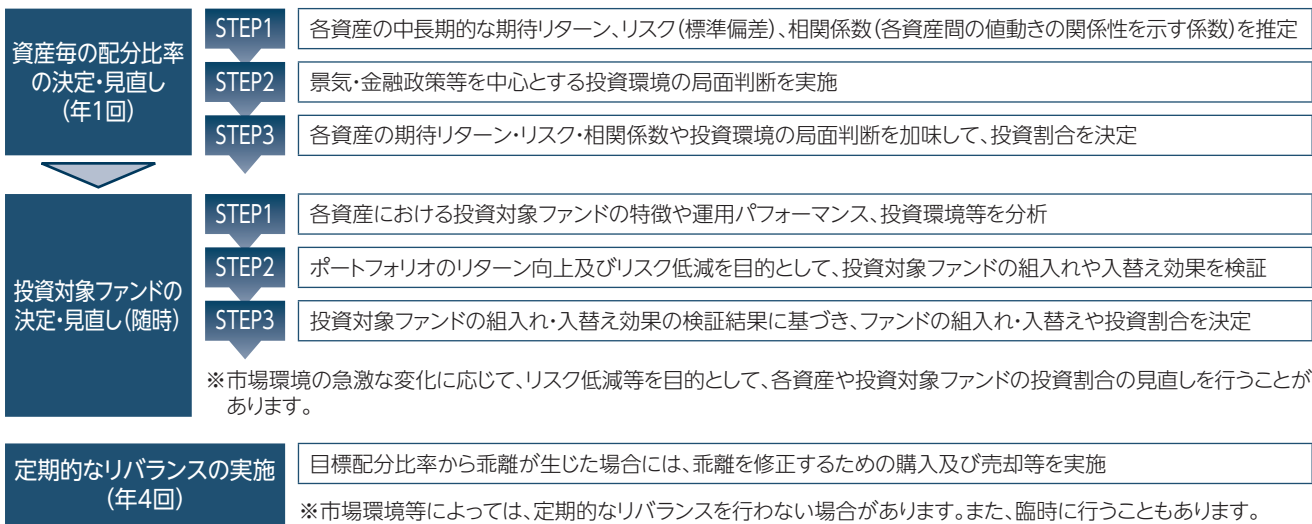 資産毎の配分比率
の決定・見直し
(年1回)
STEP1
各資産の中長期的な期待リターン、リスク(標準偏差)、相関係数(各資産間の値動きの関係性を示す係数)を推定
STEP2
景気・金融政策等を中心とする投資環境の局面判断を実施
STEP3
各資産の期待リターン・リスク・相関係数や投資環境の局面判断を加味して、投資割合を決定
投資対象ファンドの
決定・見直し(随時)
STEP1
各資産における投資対象ファンドの特徴や運用パフォーマンス、投資環境等を分析
STEP2
ポートフォリオのリターン向上及びリスク低減を目的として、投資対象ファンドの組入れや入替え効果を検証
STEP3
投資対象ファンドの組入れ・入替え効果の検証結果に基づき、ファンドの組入れ・入替えや投資割合を決定
※市場環境の急激な変化に応じて、リスク低減等を目的として、各資産や投資対象ファンドの投資割合の見直しを行うことが
あります。
定期的なリバランスの実施
(年4回)
目標配分比率から乖離が生じた場合には、乖離を修正するための購入及び売却等を実施
※市場環境等によっては、定期的なリバランスを行わない場合があります。また、臨時に行うこともあります。